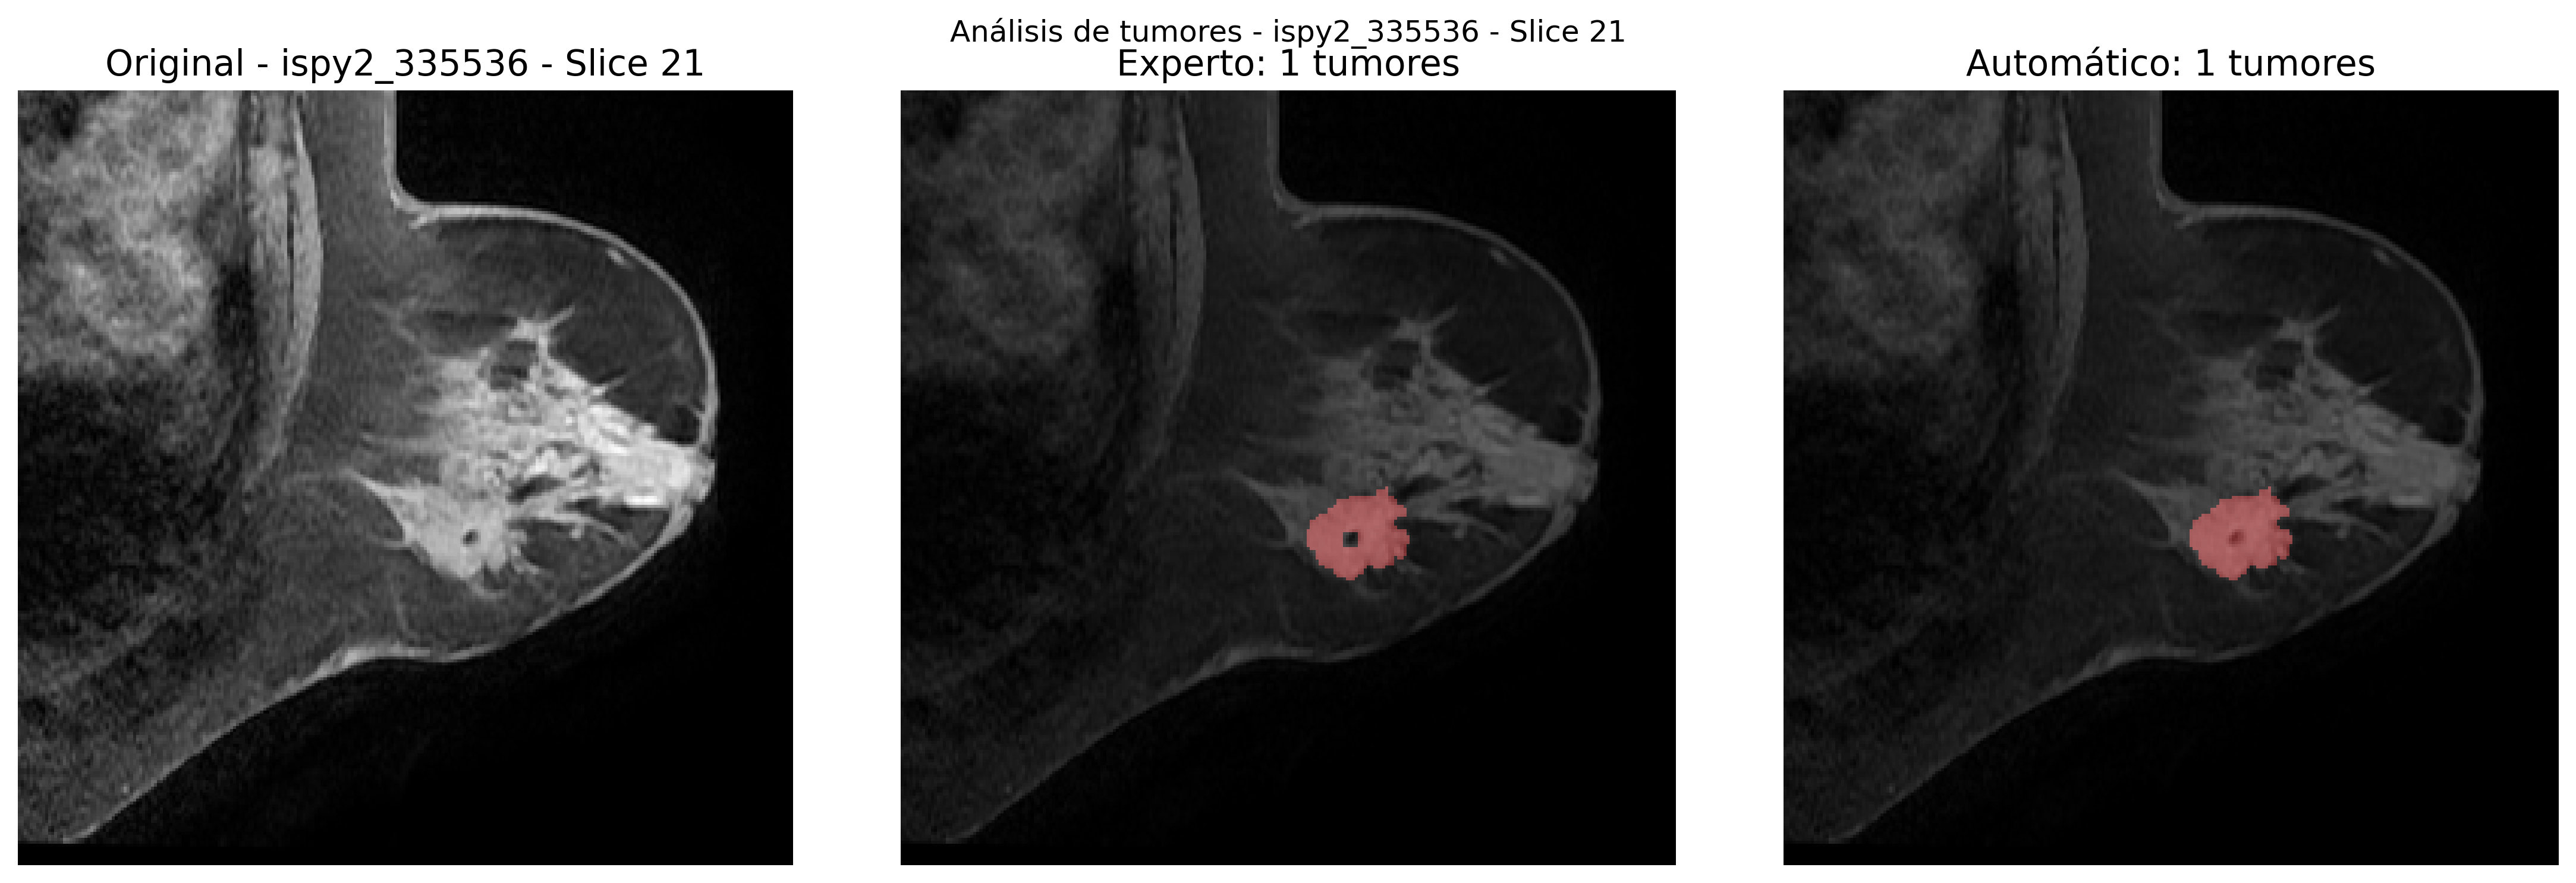 Análisis de tumores - ispy2_335536 - Slice 21
Original - ispy2_335536 - Slice 21
Experto: 1 tumores
Automático: 1 tumores